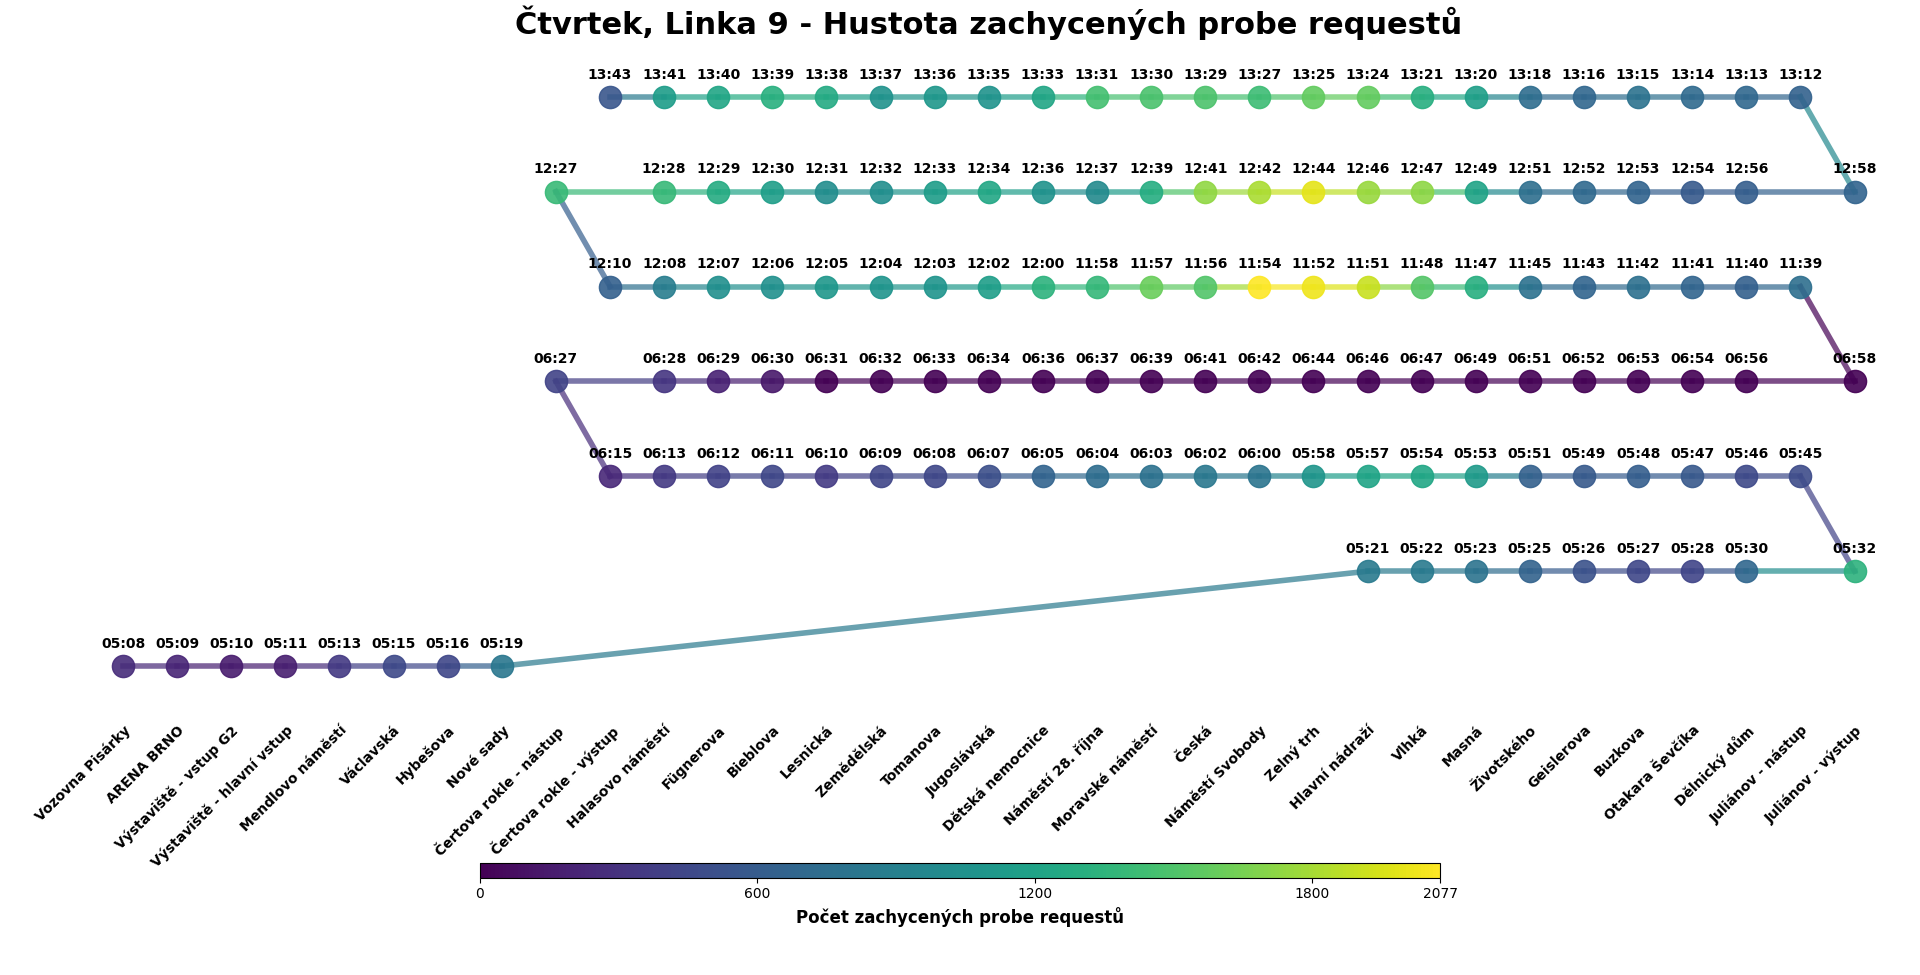 Čtvrtek, Linka 9 - Hustota zachycených probe requestů
13:43 13:41 13:40 13:39 13:38 13:37 13:36 13:35 13:33 13:31 13:30 13:29 13:27 13:25 13:24 13:21 13:20 13:18 13:16 13:15 13:14 13:13 13:12
12:27 12:28 12:29 12:30 12:31 12:32 12:33 12:34 12:36 12:37 12:39 12:41 12:42 12:44 12:46 12:47 12:49 12:51 12:52 12:53 12:54 12:56 12:58
12:10 12:08 12:07 12:06 12:05 12:04 12:03 12:02 12:00 11:58 11:57 11:56 11:54 11:52 11:51 11:48 11:47 11:45 11:43 11:42 11:41 11:40 11:39
06:27 06:28 06:29 06:30 06:31 06:32 06:33 06:34 06:36 06:37 06:39 06:41 06:42 06:44 06:46 06:47 06:49 06:51 06:52 06:53 06:54 06:56 06:58
06:15 06:13 06:12 06:11 06:10 06:09 06:08 06:07 06:05 06:04 06:03 06:02 06:00 05:58 05:57 05:54 05:53 05:51 05:49 05:48 05:47 05:46 05:45
05:21 05:22 05:23 05:25 05:26 05:27 05:28 05:30 05:32
05:08 05:09 05:10 05:11 05:13 05:15 05:16 05:19
Vozovna Pisárky
ARENA BRNO
Výstaviště - vstup G2
Výstaviště - hlavní vstup
Mendlovo náměstí
Václavská
Hybešova
Nové sady
Čertova rokle - nástup
Čertova rokle - výstup
Halasovo náměstí
Fügnerova
Bieblova
Lesnická
Zemědělská
Tomanova
Jugoslávská
Dětská nemocnice
Náměstí 28. října
Moravské náměstí
Česká
Náměstí Svobody
Zelný trh
Hlavní nádraží
Vlhká
Masná
Životského
Geislerova
Buzkova
Otakara Ševčíka
Dělnický dům
Juliánov - nástup
Juliánov - výstup
0 600 1200 1800 2077
Počet zachycených probe requestů